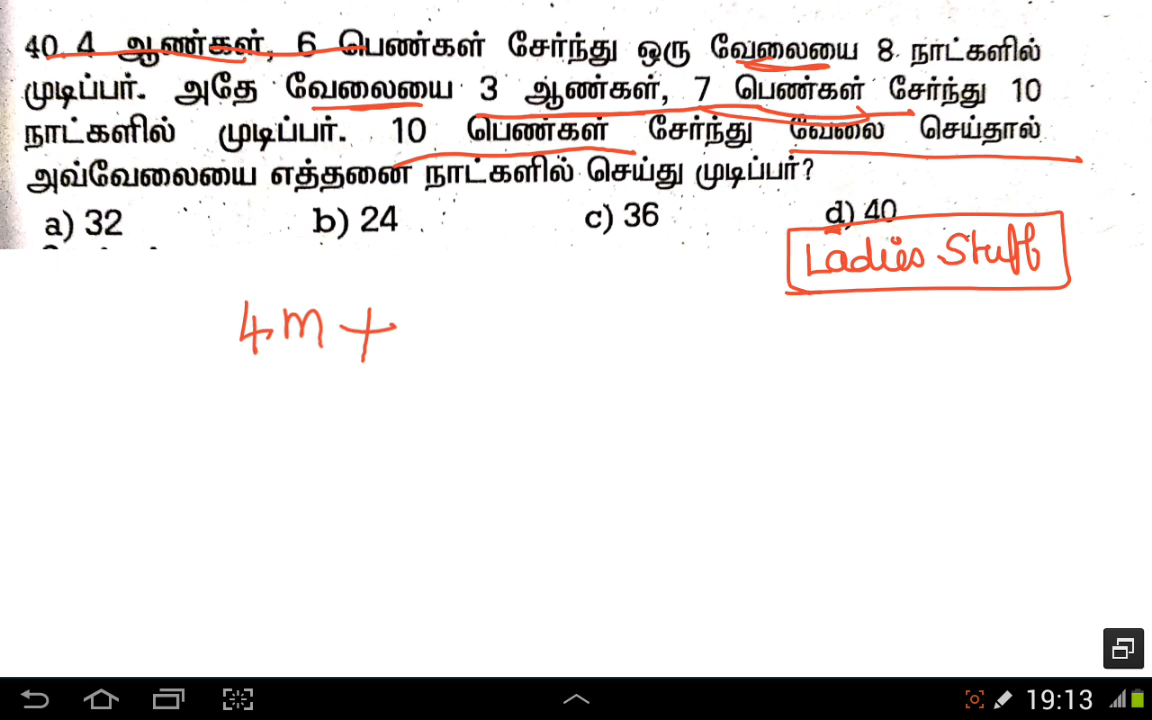 40. 4 ஆண்கள், 6 பெண்கள் சேர்ந்து ஒரு வேலையை 8 நாட்களில்
முடிப்பர். அதே வேலையை 3 ஆண்கள், 7 பெண்கள் சேர்ந்து 10
நாட்களில் முடிப்பர். 10 பெண்கள் சேர்ந்து வேலை செய்தால்
அவ்வேலையை எத்தனை நாட்களில் செய்து முடிப்பர்?
a) 32 b) 24 c) 36 d) 40
Ladies Stuff
4m +
19:13